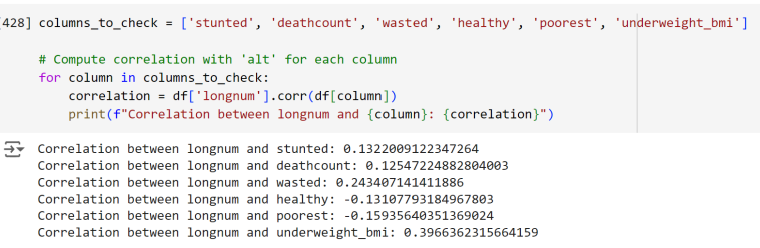 [428] columns_to_check = ['stunted', 'deathcount', 'wasted', 'healthy', 'poorest', 'underweight_bmi']
# Compute correlation with 'alt' for each column
for column in columns_to_check:
correlation = df['longnum'].corr(df[column])
print(f"Correlation between longnum and {column}: {correlation}")
Correlation between longnum and stunted: 0.1322009122347264
Correlation between longnum and deathcount: 0.12547224882804003
Correlation between longnum and wasted: 0.243407141411886
Correlation between longnum and healthy: -0.13107793184967803
Correlation between longnum and poorest: -0.15935640351369024
Correlation between longnum and underweight_bmi: 0.3966362315664159